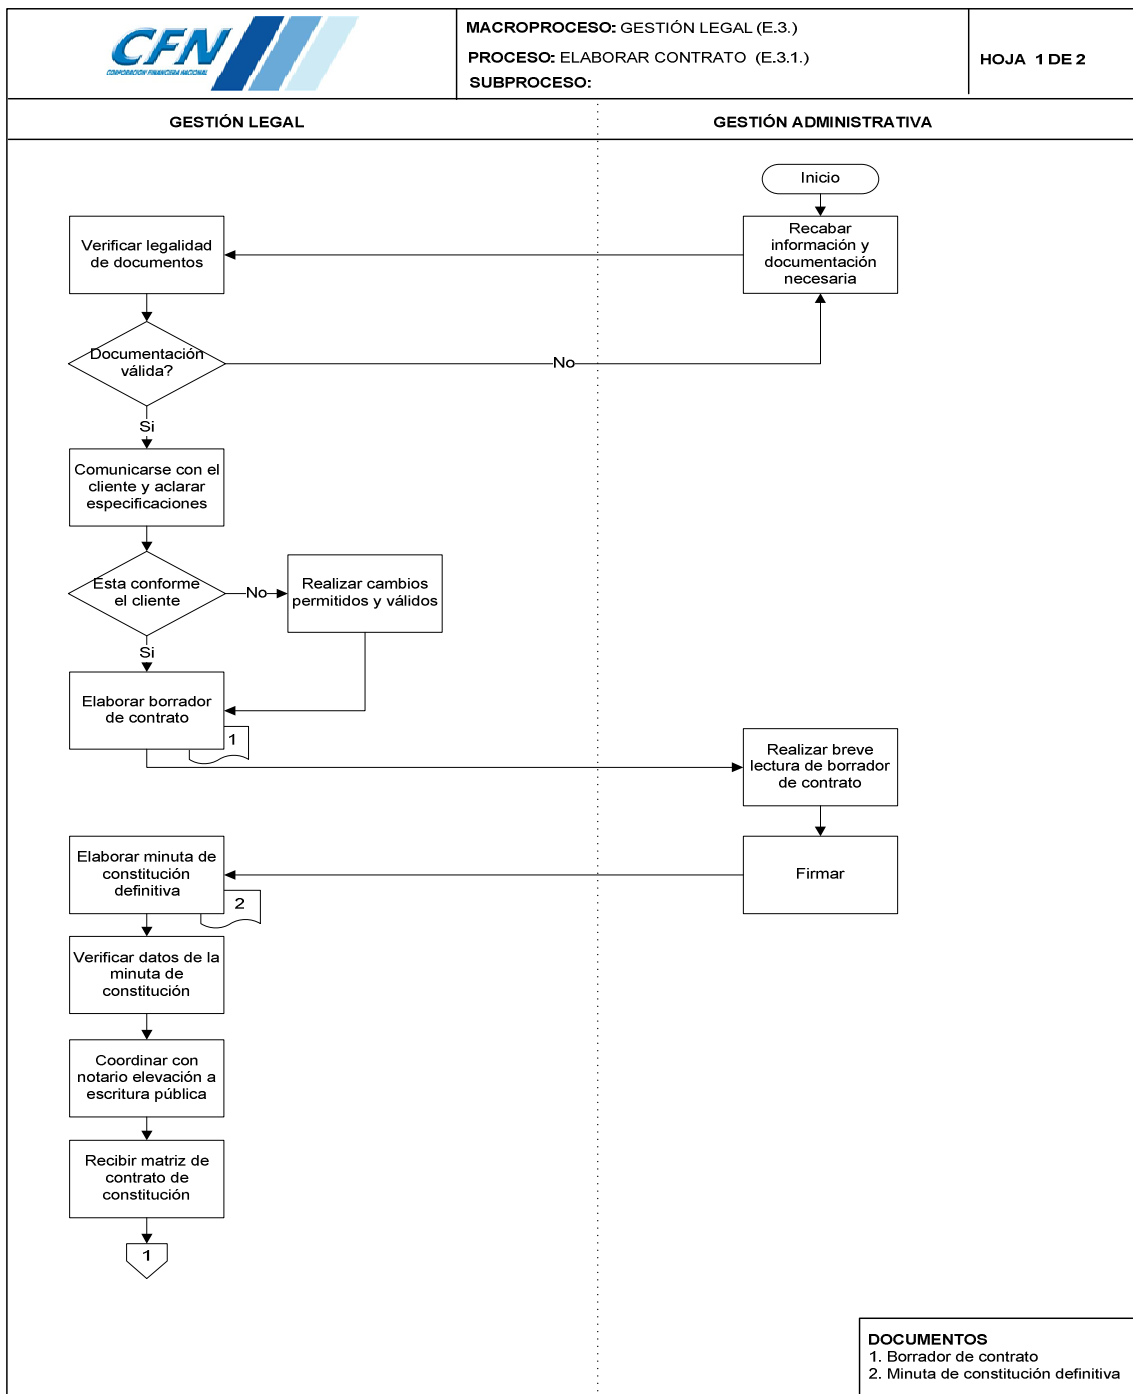 CFN
CORPORACIÓN FINANCIERA NACIONAL
MACROPROCESO: GESTIÓN LEGAL (E.3.)
PROCESO: ELABORAR CONTRATO (E.3.1.)
SUBPROCESO:
HOJA 1 DE 2
GESTIÓN LEGAL
GESTIÓN ADMINISTRATIVA
Inicio
Recabar
información y
documentación
necesaria
Verificar legalidad
de documentos
Documentación
válida?
No
Si
Comunicarse con el
cliente y aclarar
especificaciones
Esta conforme
el cliente
No
Realizar cambios
permitidos y válidos
Si
Elaborar borrador
de contrato
1
Realizar breve
lectura de borrador
de contrato
Firmar
Elaborar minuta de
constitución
definitiva
2
Verificar datos de la
minuta de
constitución
Coordinar con
notario elevación a
escritura pública
Recibir matriz de
contrato de
constitución
1
DOCUMENTOS
1. Borrador de contrato
2. Minuta de constitución definitiva